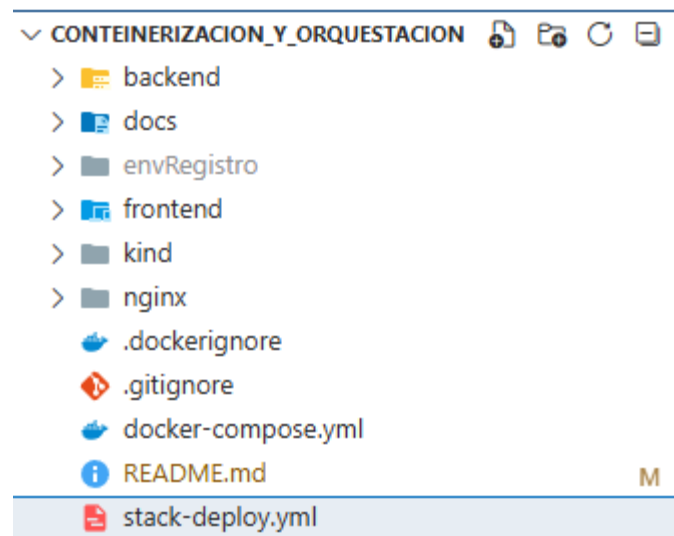 CONTEINERIZACION_Y_ORQUESTACION
backend
docs
envRegistro
frontend
kind
nginx
.dockerignore
.gitignore
docker-compose.yml
README.md M
stack-deploy.yml